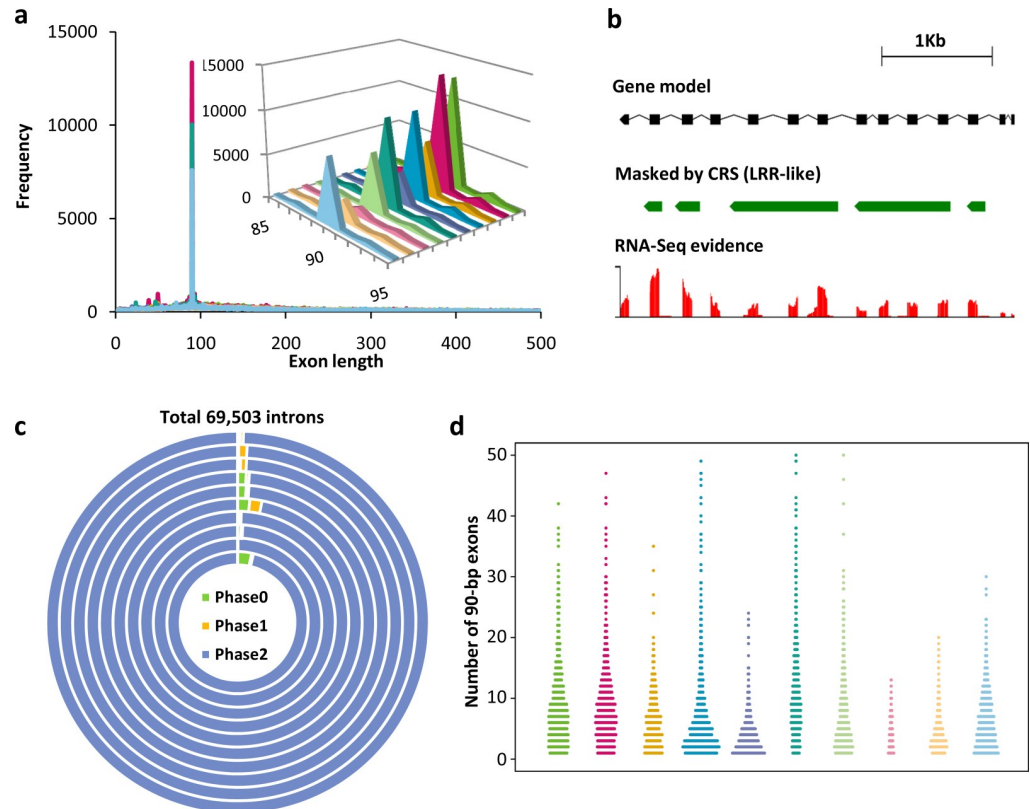 a
15000
10000
5000
0
Frequency
0
100
200
300
400
500
Exon length
15000
10000
5000
0
85
90
95
b
1Kb
Gene model
Masked by CRS (LRR-like)
RNA-Seq evidence
c
Total 69,503 introns
Phase0
Phase1
Phase2
d
50
40
30
20
10
0
Number of 90-bp exons